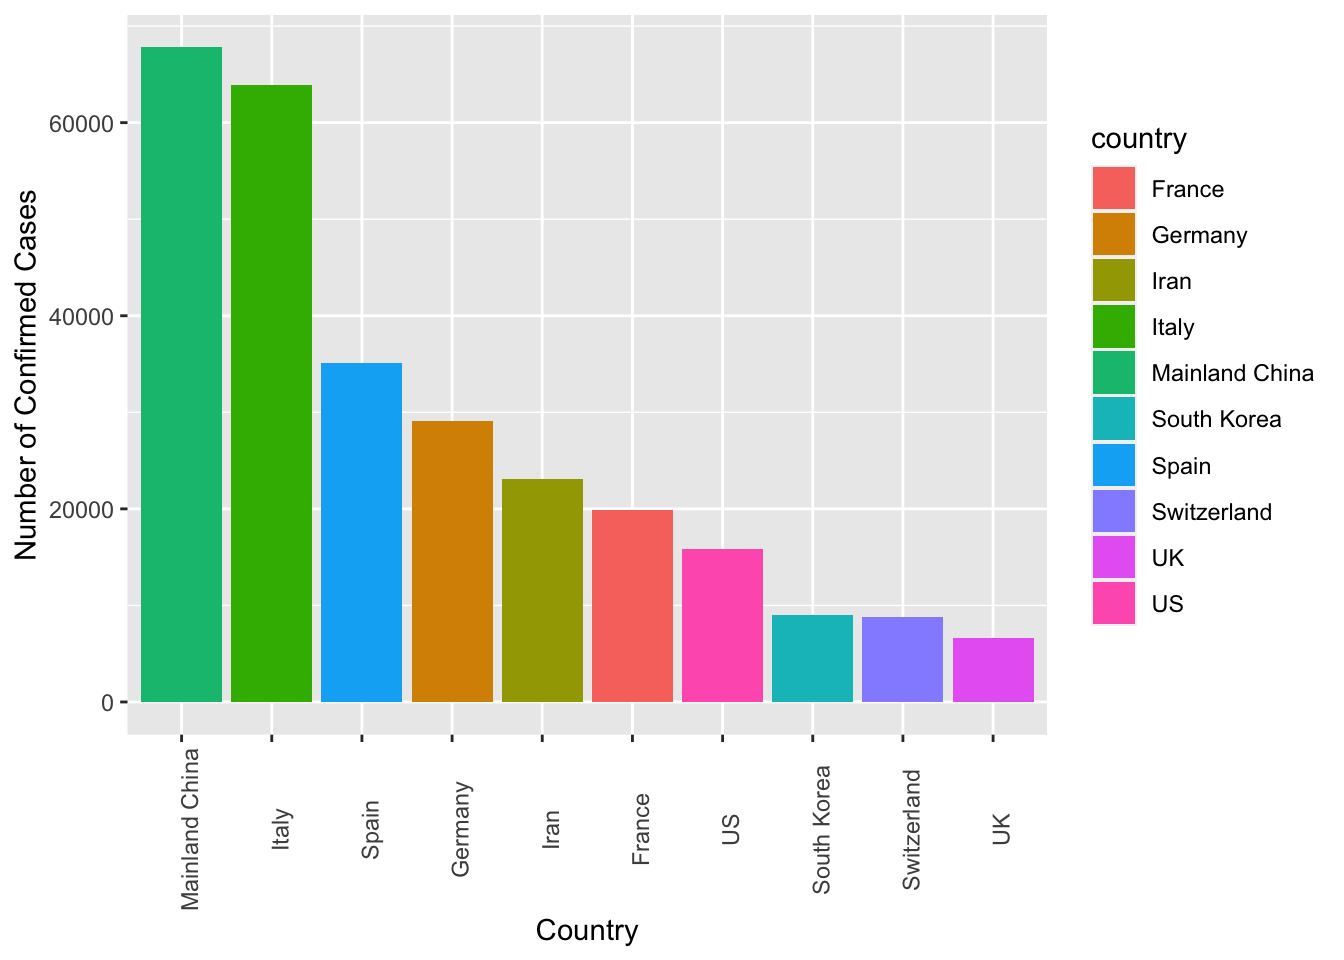 Number of Confirmed Cases
60000
40000
20000
0
Mainland China
Italy
Spain
Germany
Iran
France
US
South Korea
Switzerland
UK
Country
country
France
Germany
Iran
Italy
Mainland China
South Korea
Spain
Switzerland
UK
US